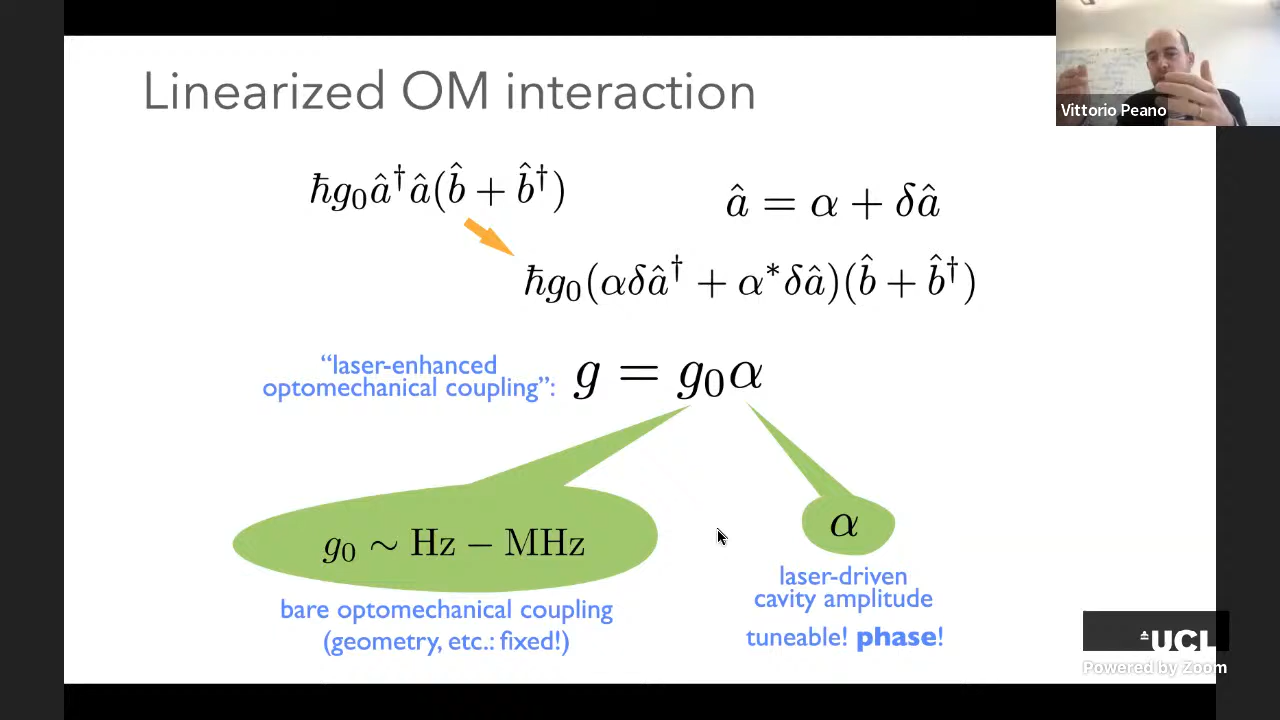 Linearized OM interaction
Vittorio Peano
ħg₀â†â(b̂ + b̂†)
â = α + δâ
ħg₀(αδâ† + α*δâ)(b̂ + b̂†)
“laser-enhanced
optomechanical coupling”:
g = g₀α
g₀ ~ Hz − MHz
α
bare optomechanical coupling
(geometry, etc.: fixed!)
laser-driven
cavity amplitude
tuneable! phase!
UCL
Powered by Zoom